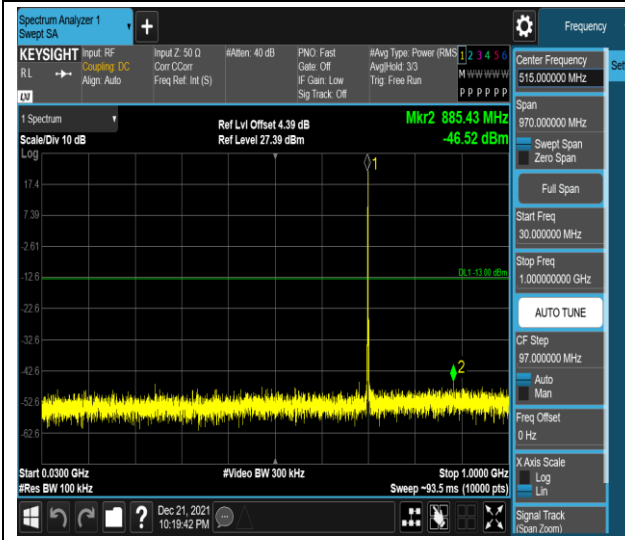 Spectrum Analyzer 1
Swept SA
+
Frequency
KEYSIGHT
RL
LXI
Input: RF
Coupling: DC
Align: Auto
Input Z: 50 Ω
Corr CCorr
Freq Ref: Int (S)
#Atten: 40 dB
PNO: Fast
Gate: Off
IF Gain: Low
Sig Track: Off
#Avg Type: Power (RMS
Avg|Hold: 3/3
Trig: Free Run
1 2 3 4 5 6
M W W W W W
P P P P P P
1 Spectrum
Scale/Div 10 dB
Log
Ref Lvl Offset 4.39 dB
Ref Level 27.39 dBm
Mkr2 885.43 MHz
-46.52 dBm
17.4
7.39
-2.61
-12.6
-22.6
-32.6
-42.6
-52.6
-62.6
1
DL1 -13.00 dBm
2
Start 0.0300 GHz
#Res BW 100 kHz
#Video BW 300 kHz
Stop 1.0000 GHz
Sweep ~93.5 ms (10000 pts)
Center Frequency
515.000000 MHz
Set
Span
970.000000 MHz
Swept Span
Zero Span
Full Span
Start Freq
30.000000 MHz
Stop Freq
1.000000000 GHz
AUTO TUNE
CF Step
97.000000 MHz
Auto
Man
Freq Offset
0 Hz
X Axis Scale
Log
Lin
Signal Track
(Span Zoom)
?
Dec 21, 2021
10:19:42 PM